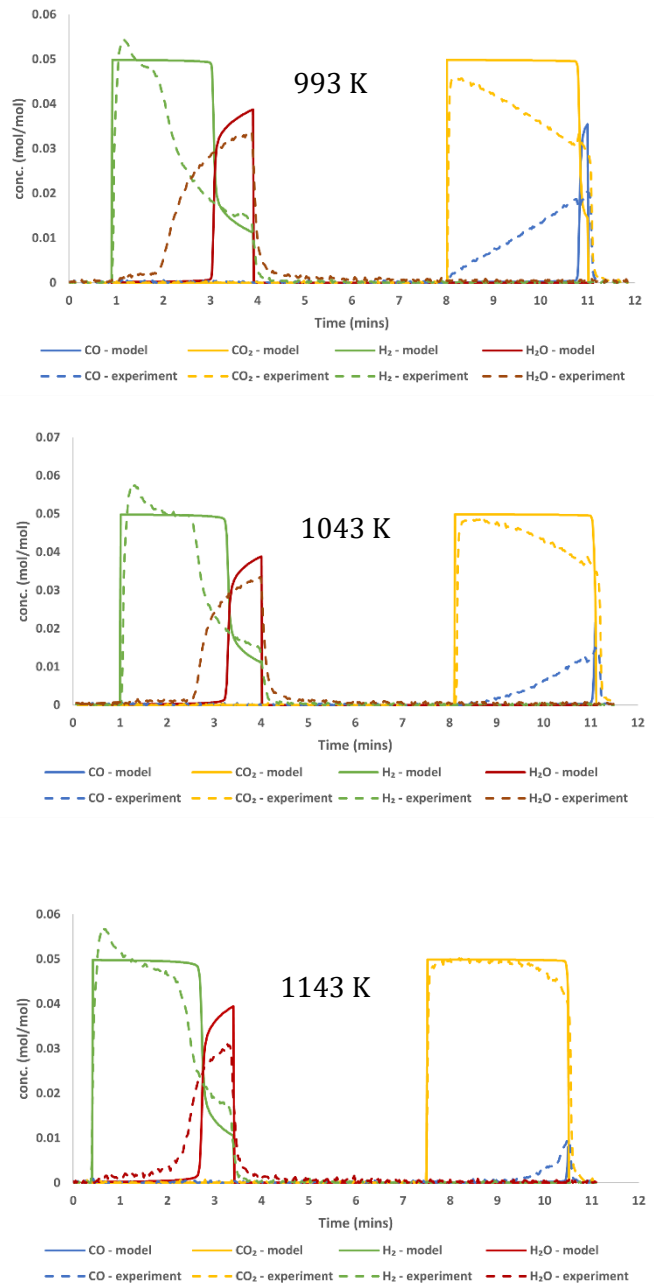 0.06
0.05
0.04
0.03
0.02
0.01
0
conc. (mol/mol)
993 K
0 1 2 3 4 5 6 7 8 9 10 11 12
Time (mins)
CO - model CO₂ - model H₂ - model H₂O - model
CO - experiment CO₂ - experiment H₂ - experiment H₂O - experiment
0.07
0.06
0.05
0.04
0.03
0.02
0.01
0
conc. (mol/mol)
1043 K
0 1 2 3 4 5 6 7 8 9 10 11 12
Time (mins)
CO - model CO₂ - model H₂ - model H₂O - model
CO - experiment CO₂ - experiment H₂ - experiment H₂O - experiment
0.06
0.05
0.04
0.03
0.02
0.01
0
conc. (mol/mol)
1143 K
0 1 2 3 4 5 6 7 8 9 10 11 12
Time (mins)
CO - model CO₂ - model H₂ - model H₂O - model
CO - experiment CO₂ - experiment H₂ - experiment H₂O - experiment